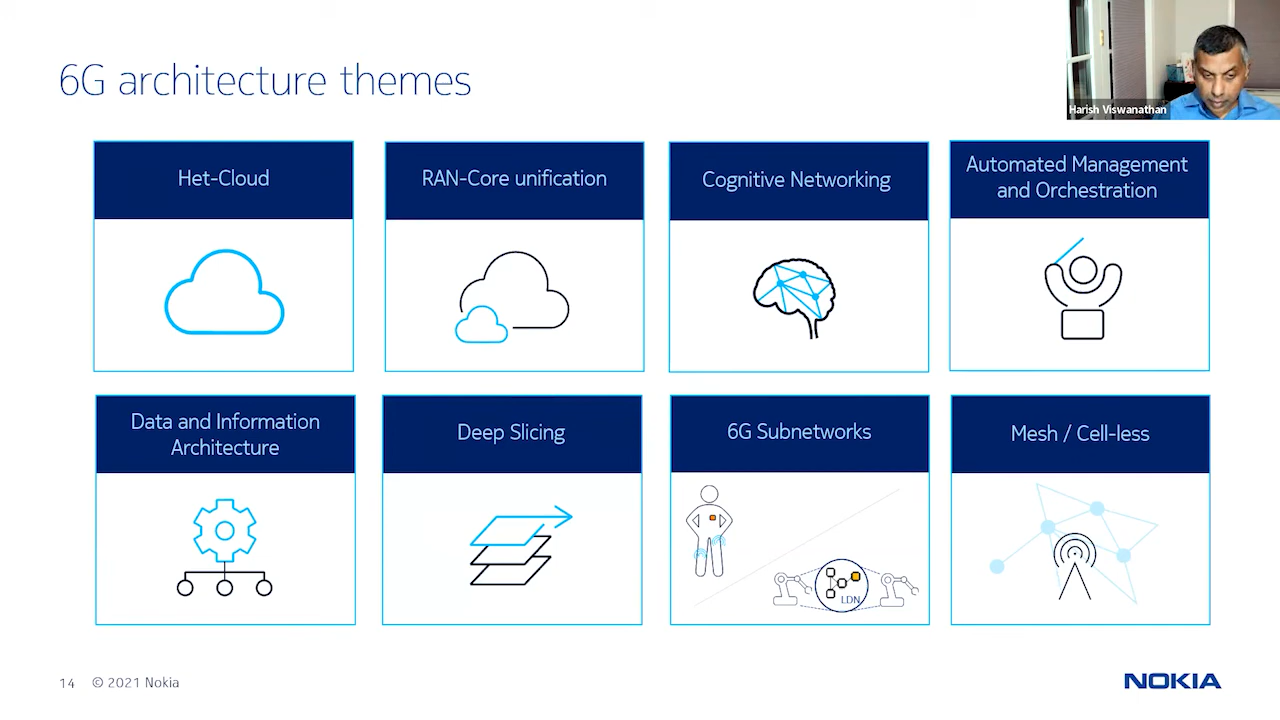 6G architecture themes
Harish Viswanathan
Het-Cloud
RAN-Core unification
Cognitive Networking
Automated Management
and Orchestration
Data and Information
Architecture
Deep Slicing
6G Subnetworks
Mesh / Cell-less
LDN
14 © 2021 Nokia
NOKIA